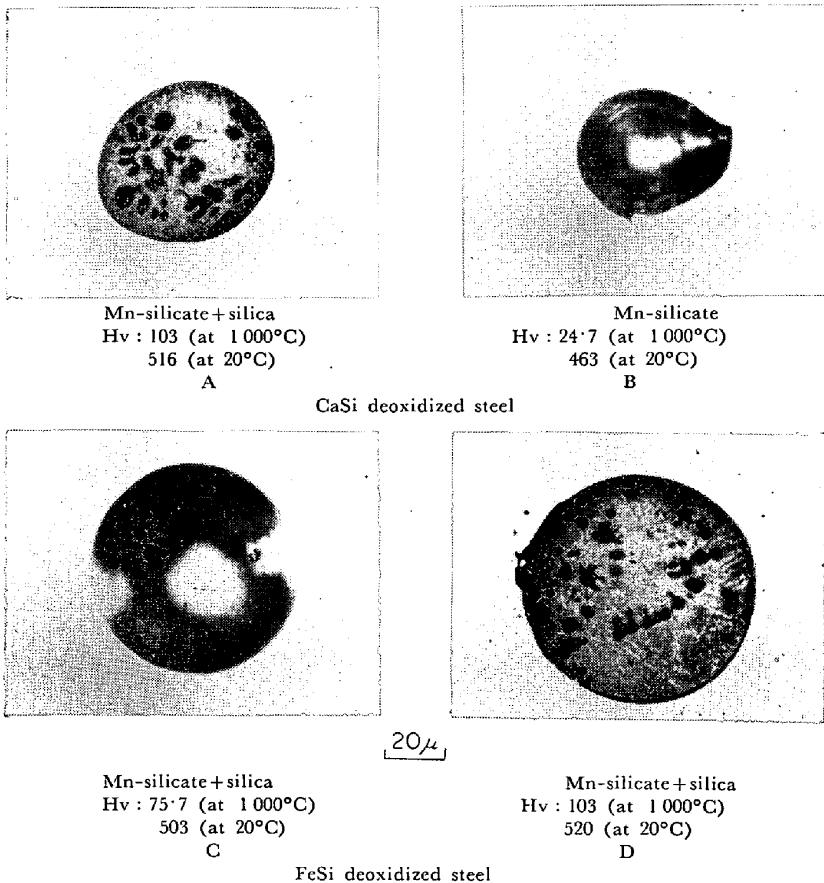 Mn-silicate+silica
Hv : 103 (at 1 000°C)
516 (at 20°C)
A
Mn-silicate
Hv : 24·7 (at 1 000°C)
463 (at 20°C)
B
CaSi deoxidized steel
20μ
Mn-silicate+silica
Hv : 75·7 (at 1 000°C)
503 (at 20°C)
C
Mn-silicate+silica
Hv : 103 (at 1 000°C)
520 (at 20°C)
D
FeSi deoxidized steel